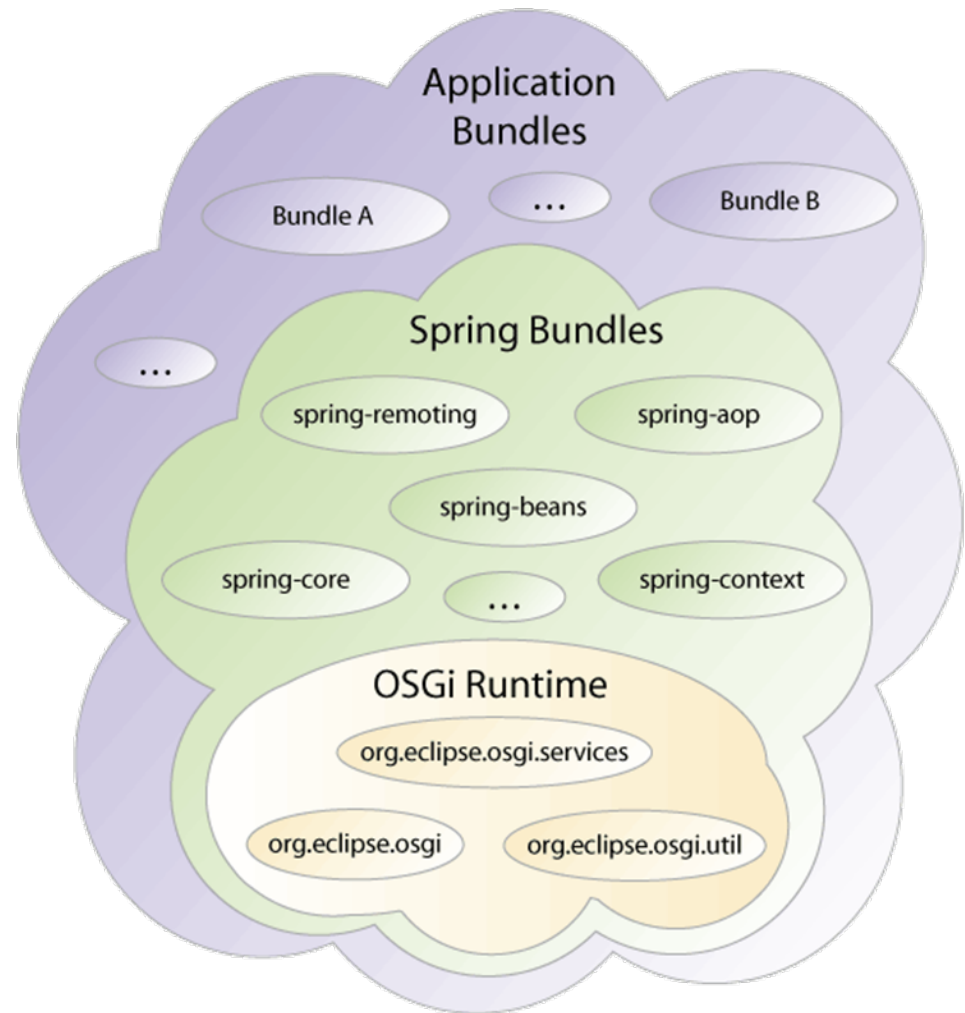 Application
Bundles
Bundle A
...
Bundle B
...
Spring Bundles
spring-remoting
spring-aop
spring-beans
spring-core
...
spring-context
OSGi Runtime
org.eclipse.osgi.services
org.eclipse.osgi
org.eclipse.osgi.util